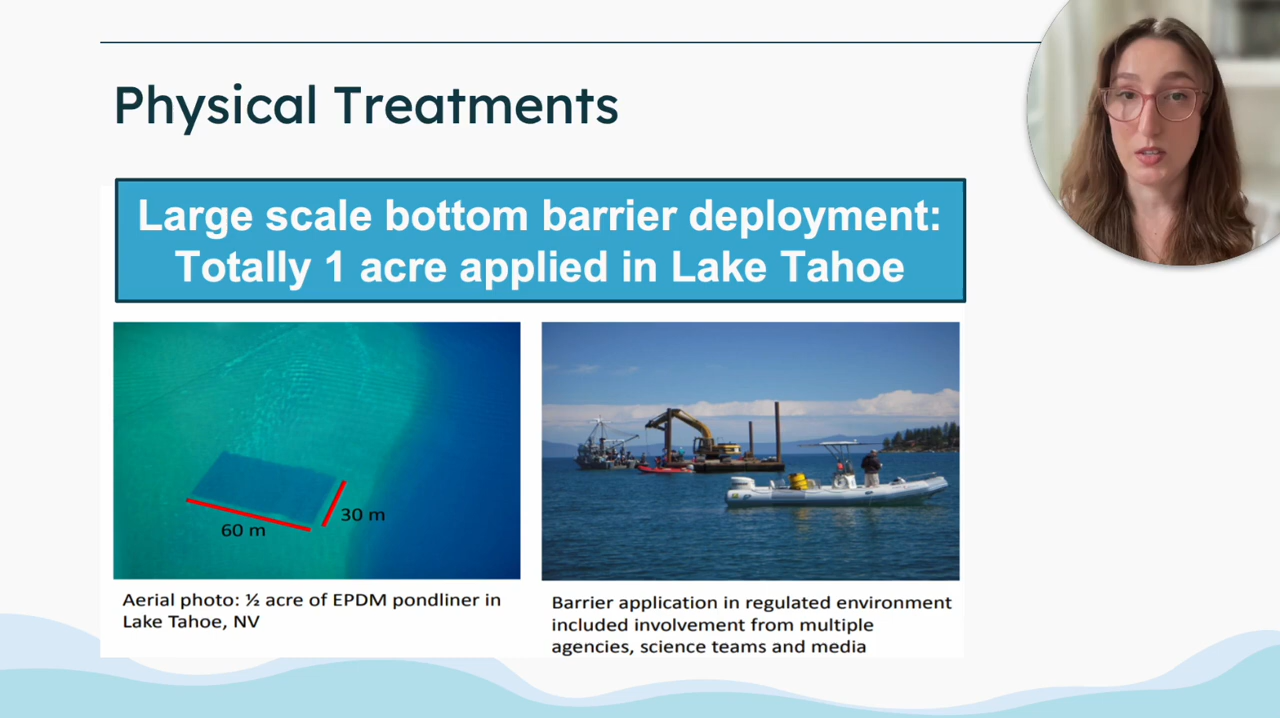 Physical Treatments
Large scale bottom barrier deployment:
Totally 1 acre applied in Lake Tahoe
60 m
30 m
Aerial photo: ½ acre of EPDM pondliner in
Lake Tahoe, NV
Barrier application in regulated environment
included involvement from multiple
agencies, science teams and media